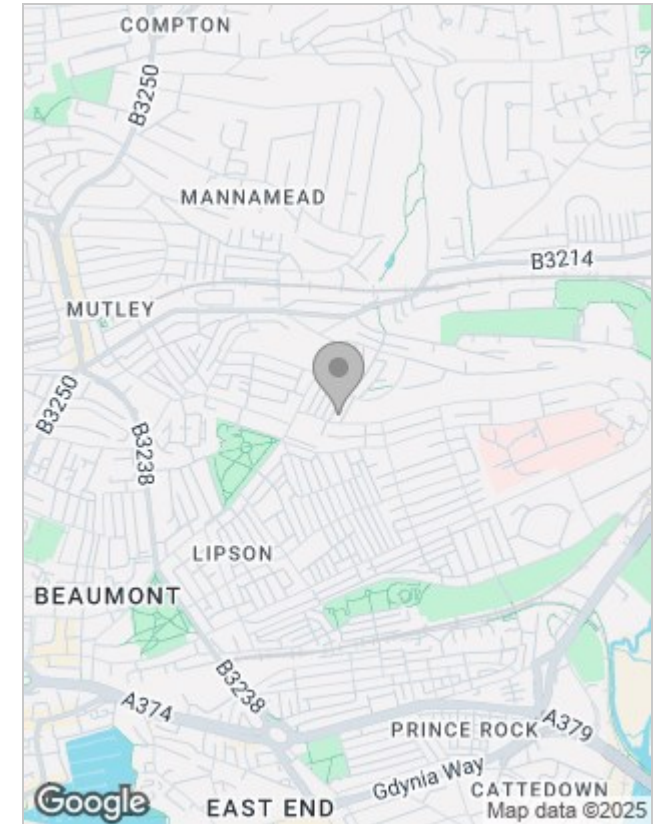 COMPTON
B3250
MANNAMEAD
B3214
MUTLEY
B3250
B3238
LIPSON
BEAUMONT
B3238
A374
PRINCE ROCK
A379
Gdynia Way
CATTEDOWN
Google
EAST END
Map data ©2025